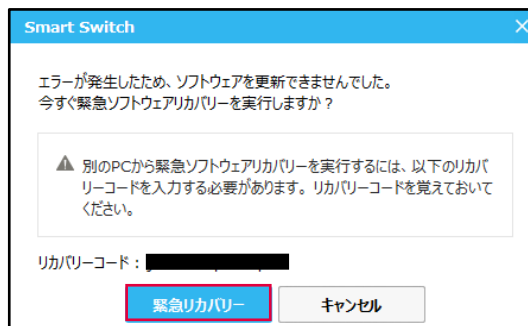 Smart Switch
エラーが発生したため、ソフトウェアを更新できませんでした。
今すぐ緊急ソフトウェアリカバリーを実行しますか？
別のPCから緊急ソフトウェアリカバリーを実行するには、以下のリカバ
リーコードを入力する必要があります。リカバリーコードを覚えておいて
ください。
リカバリーコード：
緊急リカバリー キャンセル